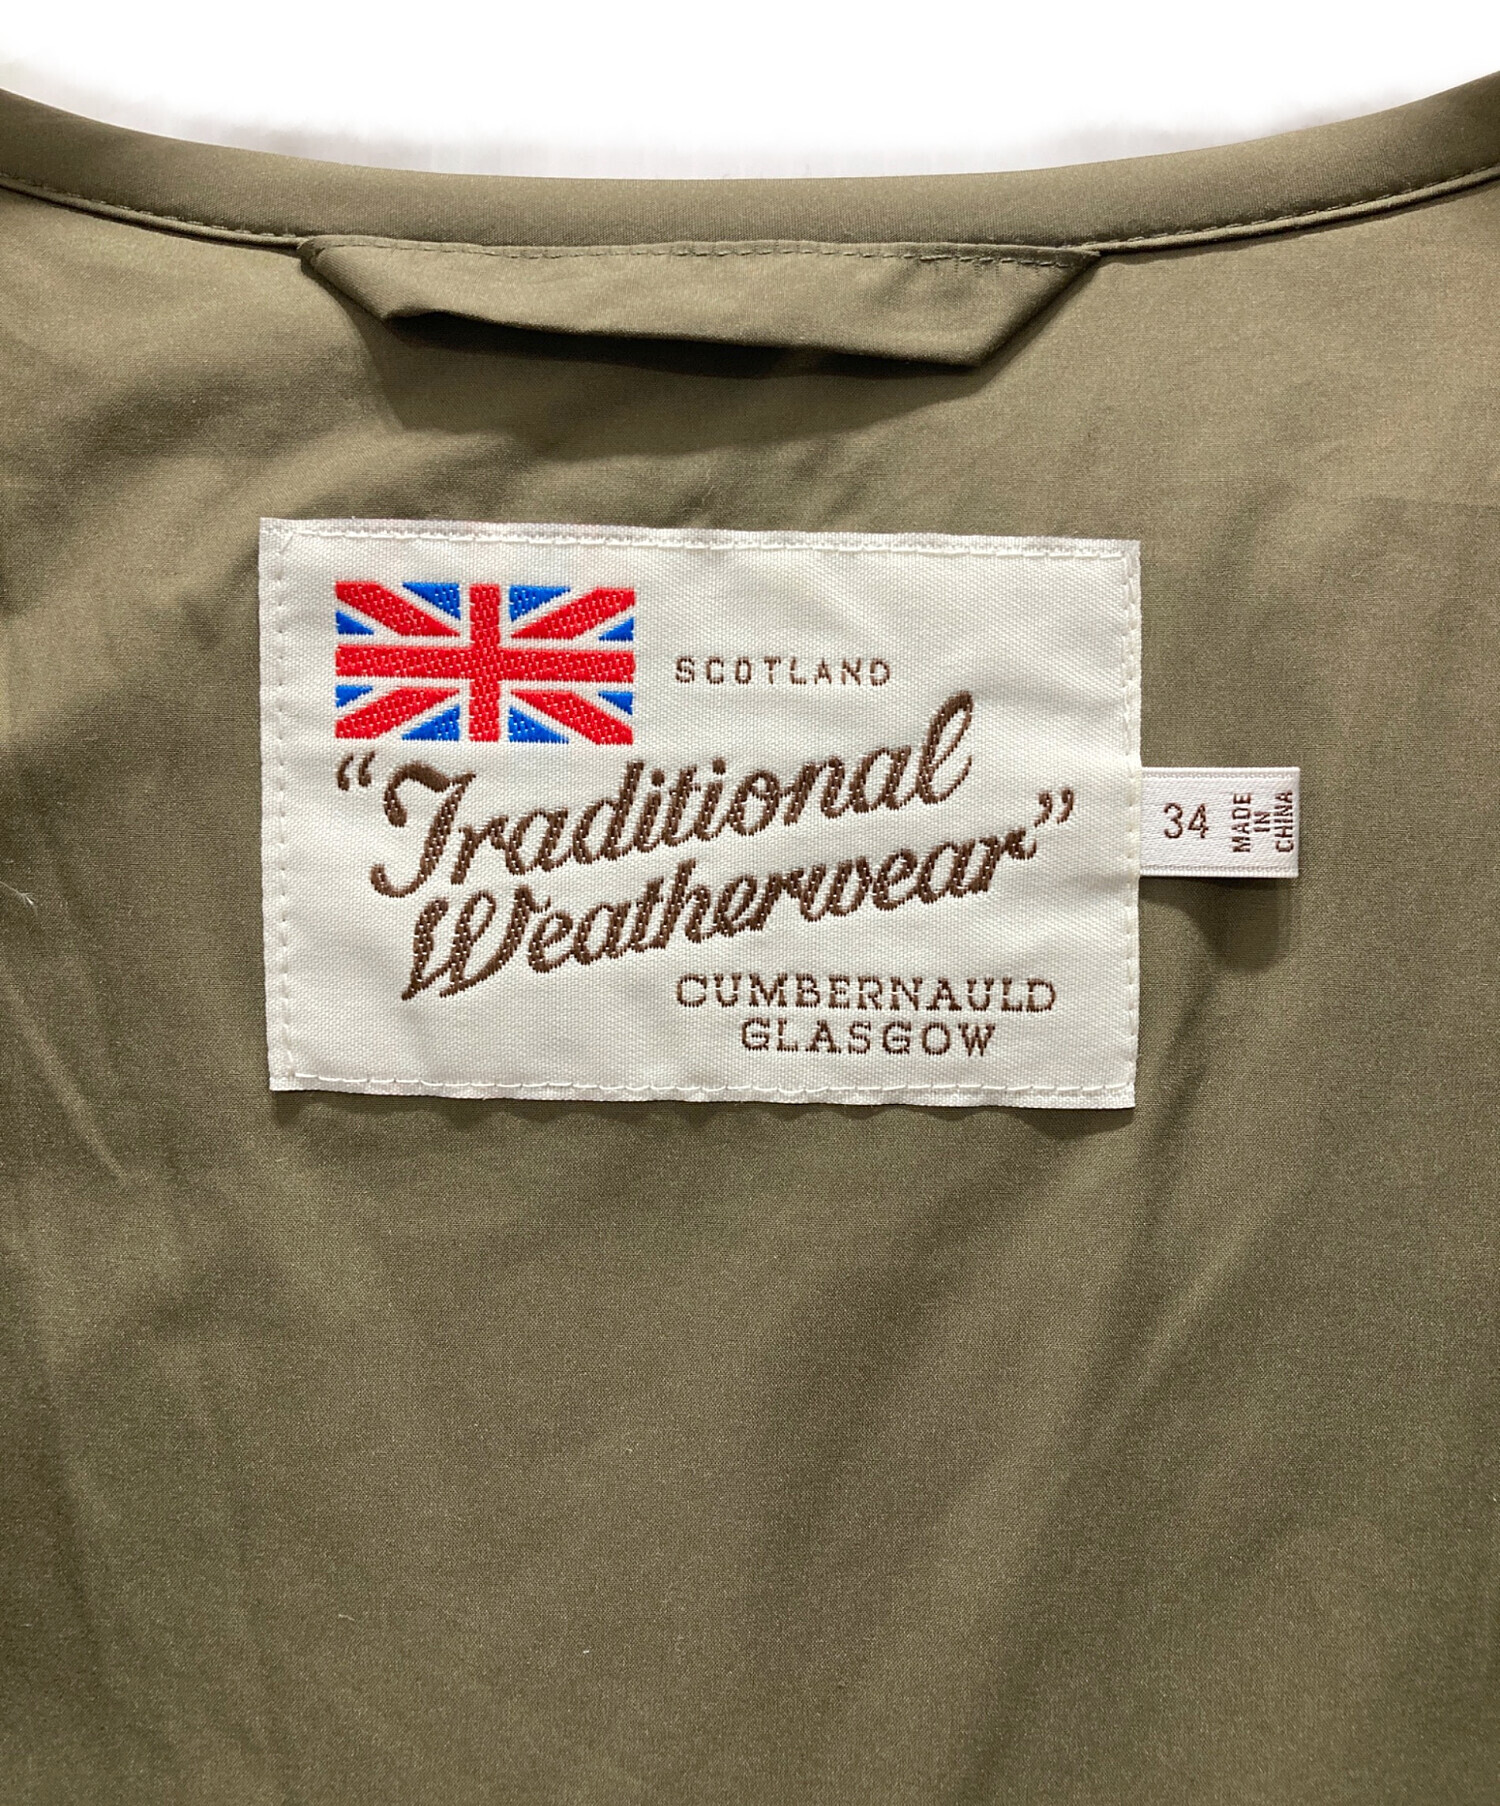 SCOTLAND
“Traditional
Weatherwear”
CUMBERNAULD
GLASGOW
34
MADE
IN
CHINA